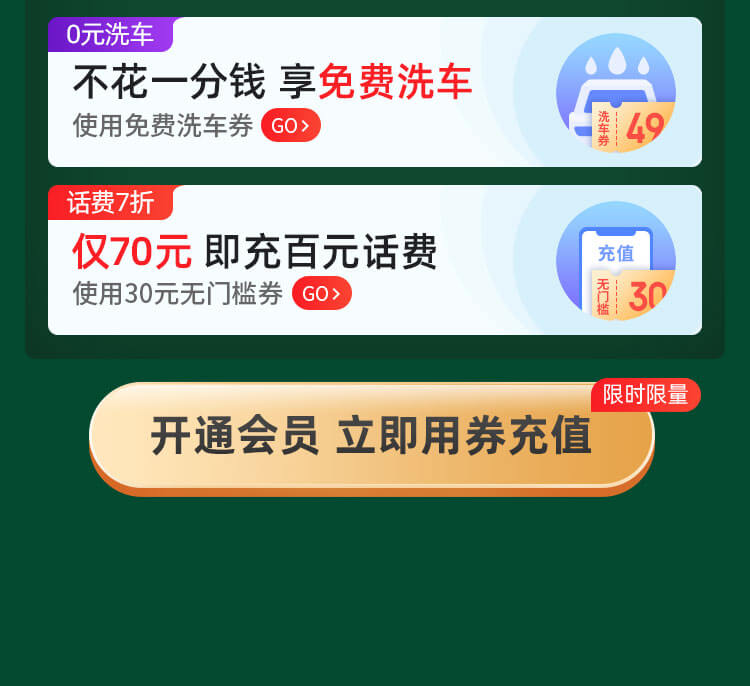 0元洗车
不花一分钱 享免费洗车
使用免费洗车券 GO
洗车券
49
话费7折
仅70元 即充百元话费
使用30元无门槛券 GO
充值
无门槛
30
限时限量
开通会员 立即用券充值